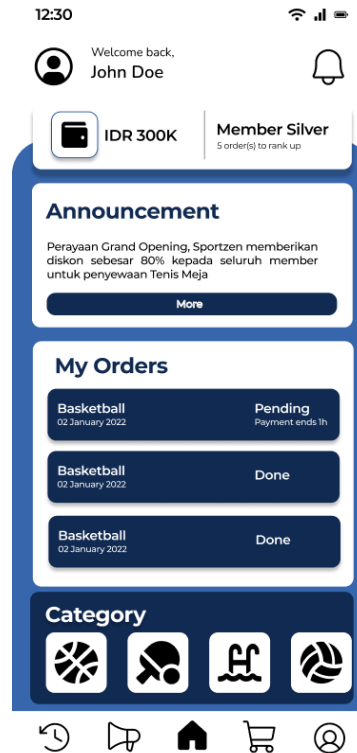 12:30
Welcome back,
John Doe
IDR 300K
Member Silver
5 order(s) to rank up
Announcement
Perayaan Grand Opening, Sportzen memberikan
diskon sebesar 80% kepada seluruh member
untuk penyewaan Tenis Meja
More
My Orders
Basketball
02 January 2022
Pending
Payment ends 1h
Basketball
02 January 2022
Done
Basketball
02 January 2022
Done
Category